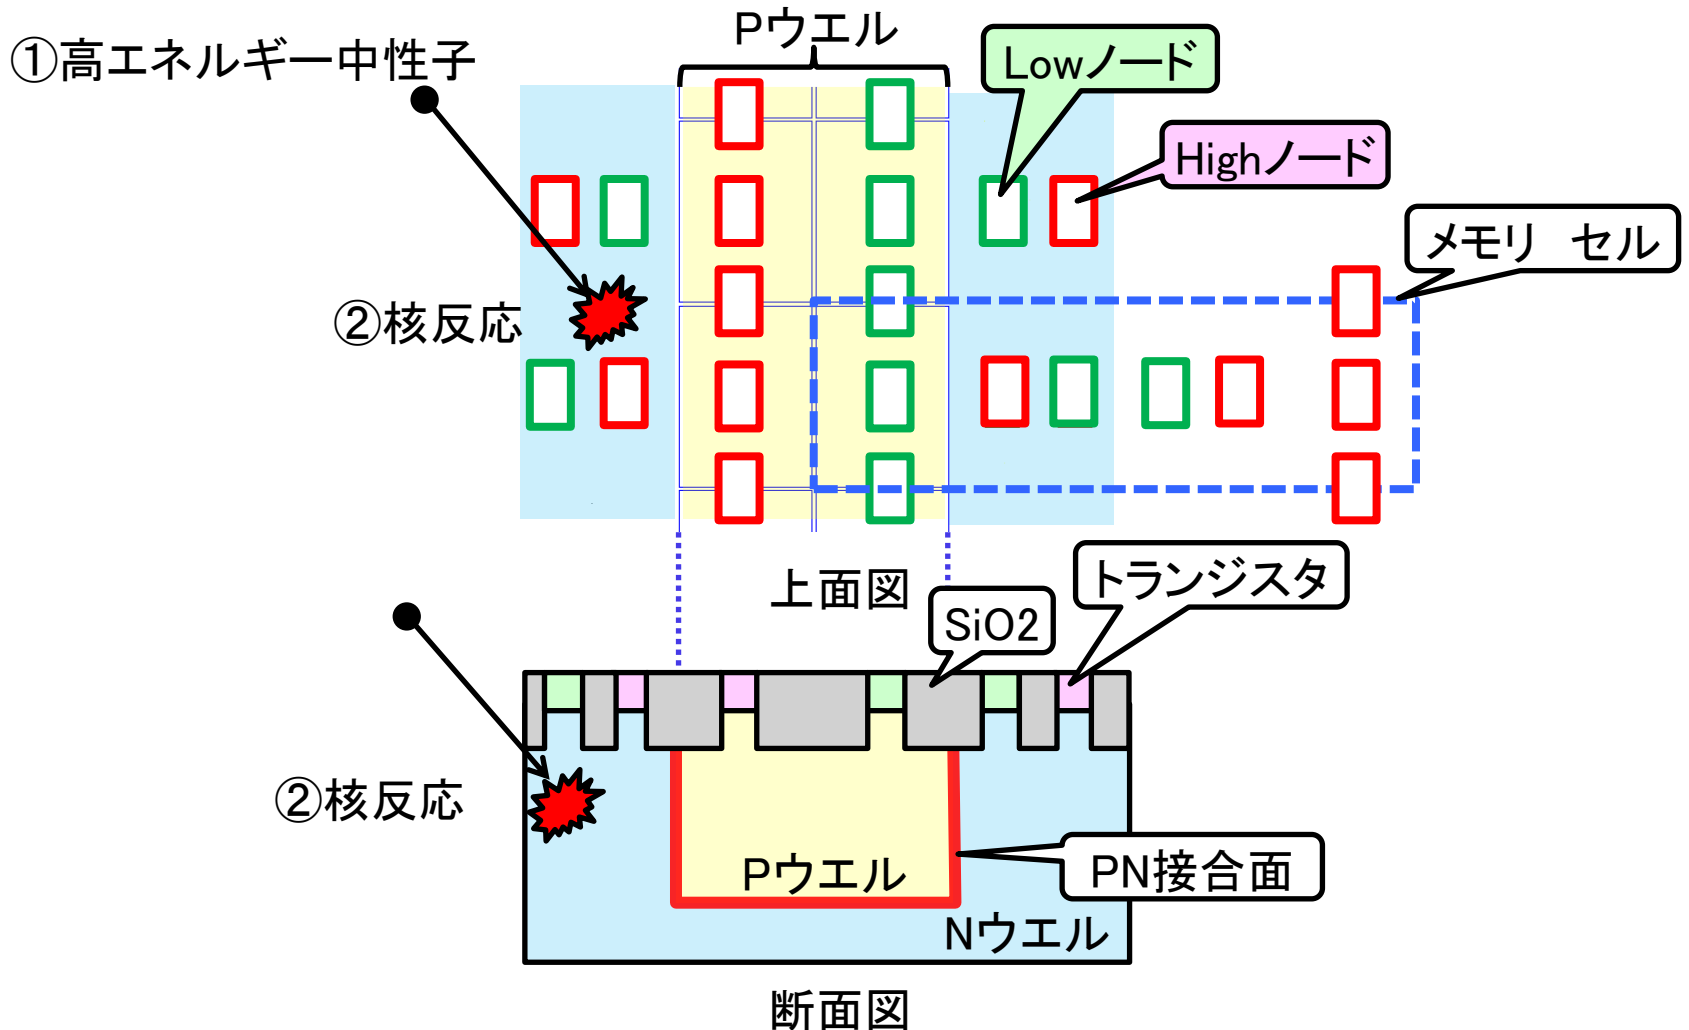 Pウエル
①高エネルギー中性子
Lowノード
Highノード
メモリ セル
②核反応
上面図
トランジスタ
SiO2
②核反応
Pウエル
PN接合面
Nウエル
断面図